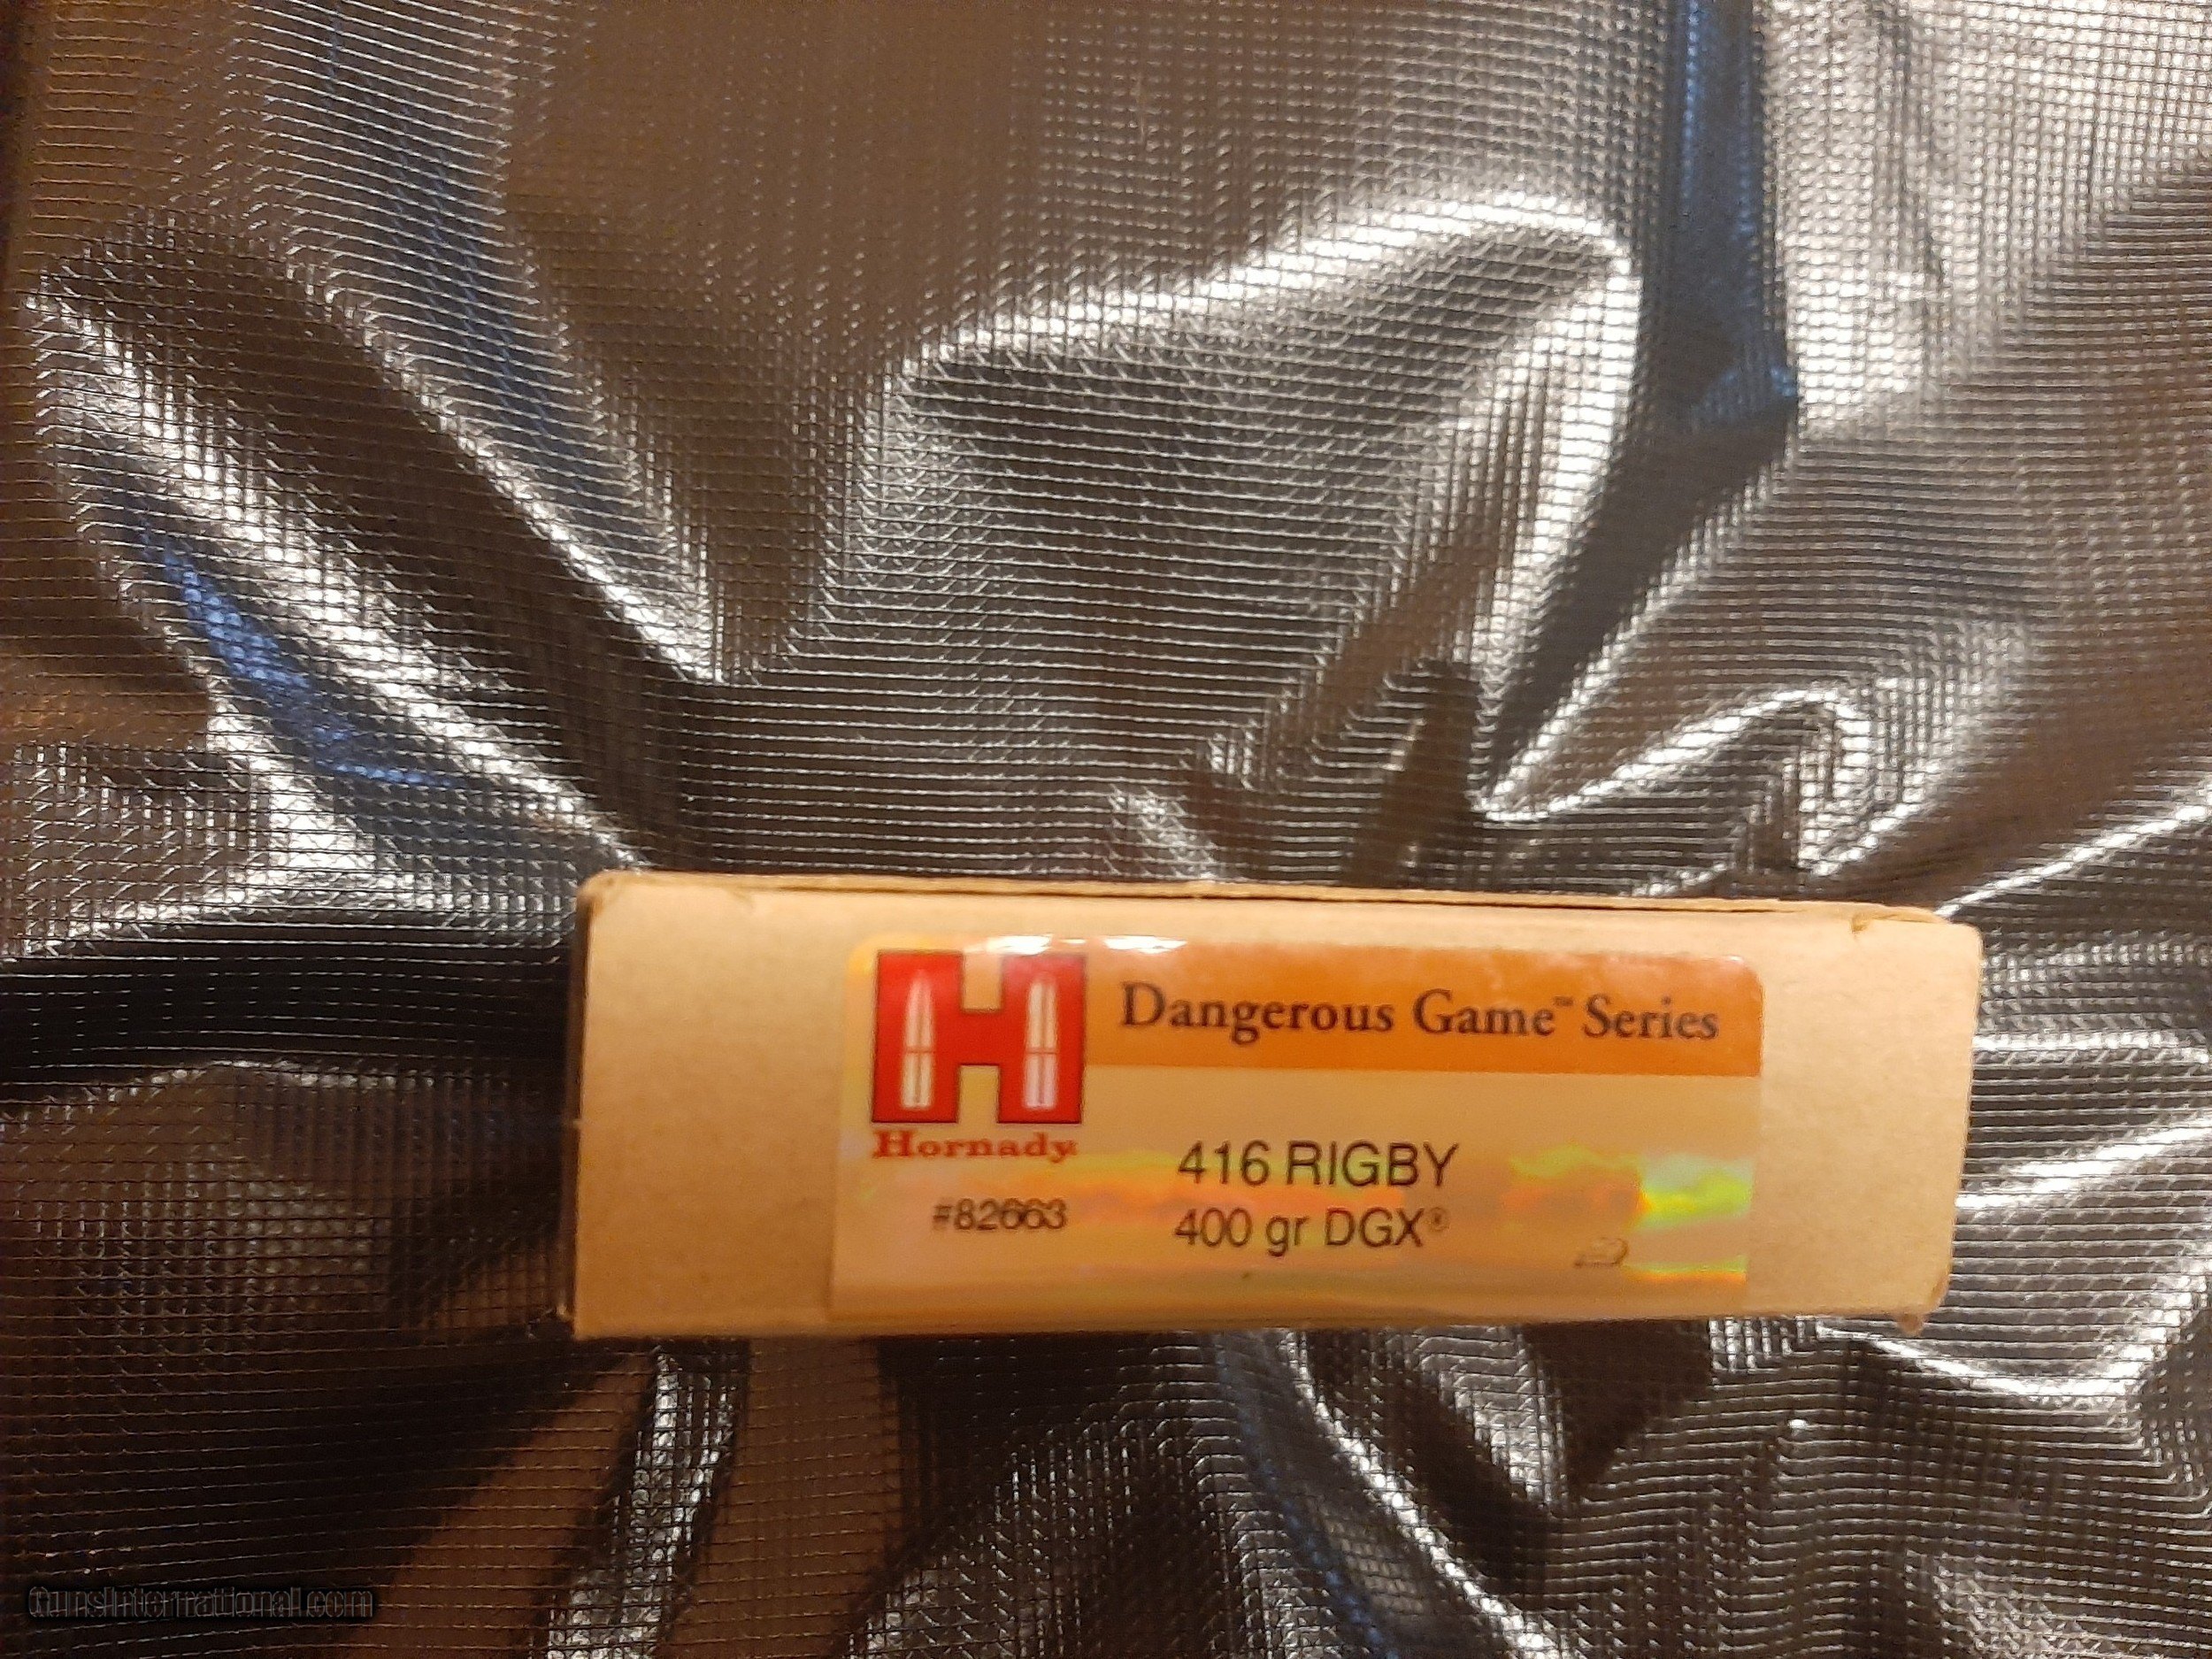 Dangerous Game™ Series
Hornady
416 RIGBY
#82663
400 gr DGX®
GunsInternational.com